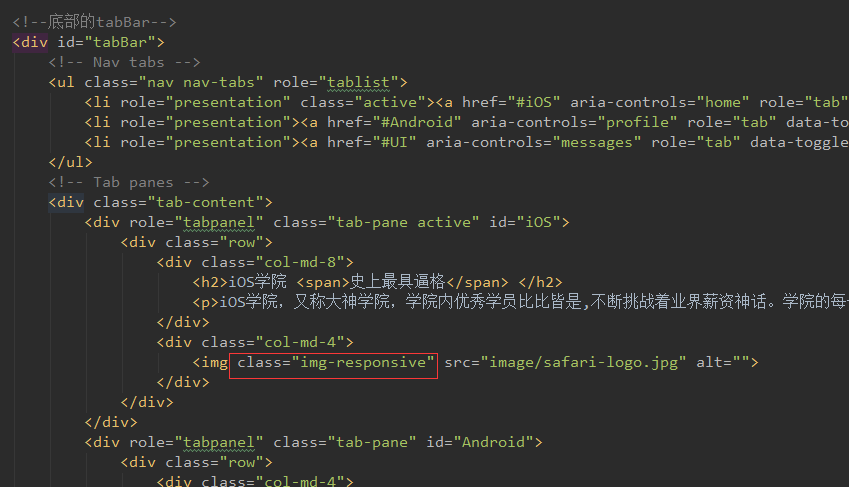 <!--底部的tabBar-->
<div id="tabBar">
<!-- Nav tabs -->
<ul class="nav nav-tabs" role="tablist">
<li role="presentation" class="active"><a href="#iOS" aria-controls="home" role="tab"
<li role="presentation"><a href="#Android" aria-controls="profile" role="tab" data-to
<li role="presentation"><a href="#UI" aria-controls="messages" role="tab" data-toggle
</ul>
<!-- Tab panes -->
<div class="tab-content">
<div role="tabpanel" class="tab-pane active" id="iOS">
<div class="row">
<div class="col-md-8">
<h2>iOS学院 <span>史上最具逼格</span> </h2>
<p>iOS学院，又称大神学院，学院内优秀学员比比皆是,不断挑战着业界薪资神话。学院的每
</div>
<div class="col-md-4">
<img class="img-responsive" src="image/safari-logo.jpg" alt="">
</div>
</div>
</div>
<div role="tabpanel" class="tab-pane" id="Android">
<div class="row">
<div class="col-md-4">